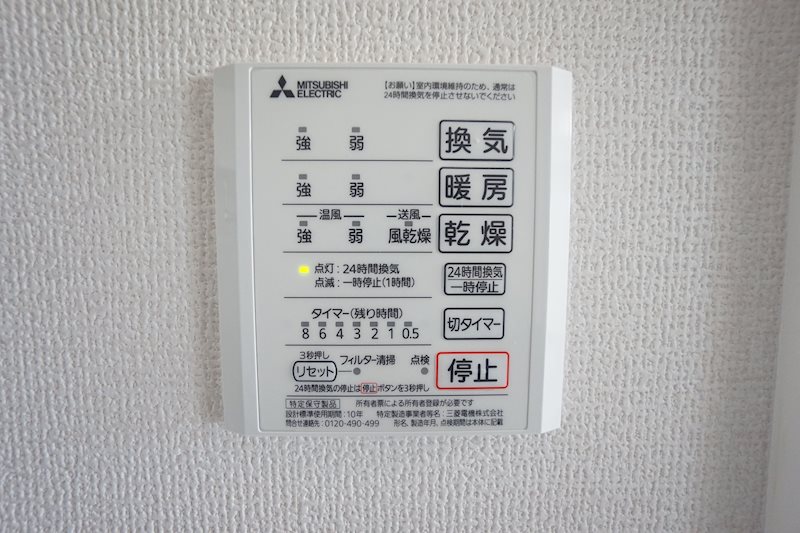 MITSUBISHI
ELECTRIC
【お願い】室内環境維持のため、通常は
24時間換気を停止させないでください
強 弱 換気
強 弱 暖房
温風 送風
強 弱 風乾燥 乾燥
点灯:24時間換気
点滅:一時停止(1時間)
24時間換気
一時停止
タイマー(残り時間)
8 6 4 3 2 1 0.5
切タイマー
3秒押し
リセット フィルター清掃 点検
停止
24時間換気の停止は停止ボタンを3秒押し
特定保守製品 所有者票による所有者登録が必要です
設計標準使用期間:10年 特定製造事業者等名:三菱電機株式会社
問合せ連絡先:0120-490-499 形名、製造年月、点検期間は本体に記載